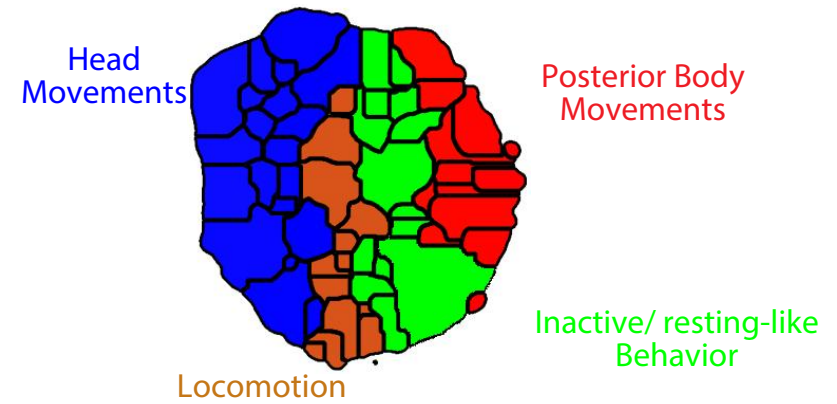 Head
Movements
Posterior Body
Movements
Inactive/ resting-like
Behavior
Locomotion